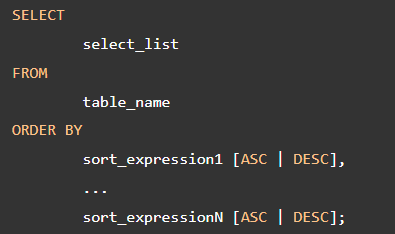 SELECT
select_list
FROM
table_name
ORDER BY
sort_expression1 [ASC | DESC],
...
sort_expressionN [ASC | DESC];